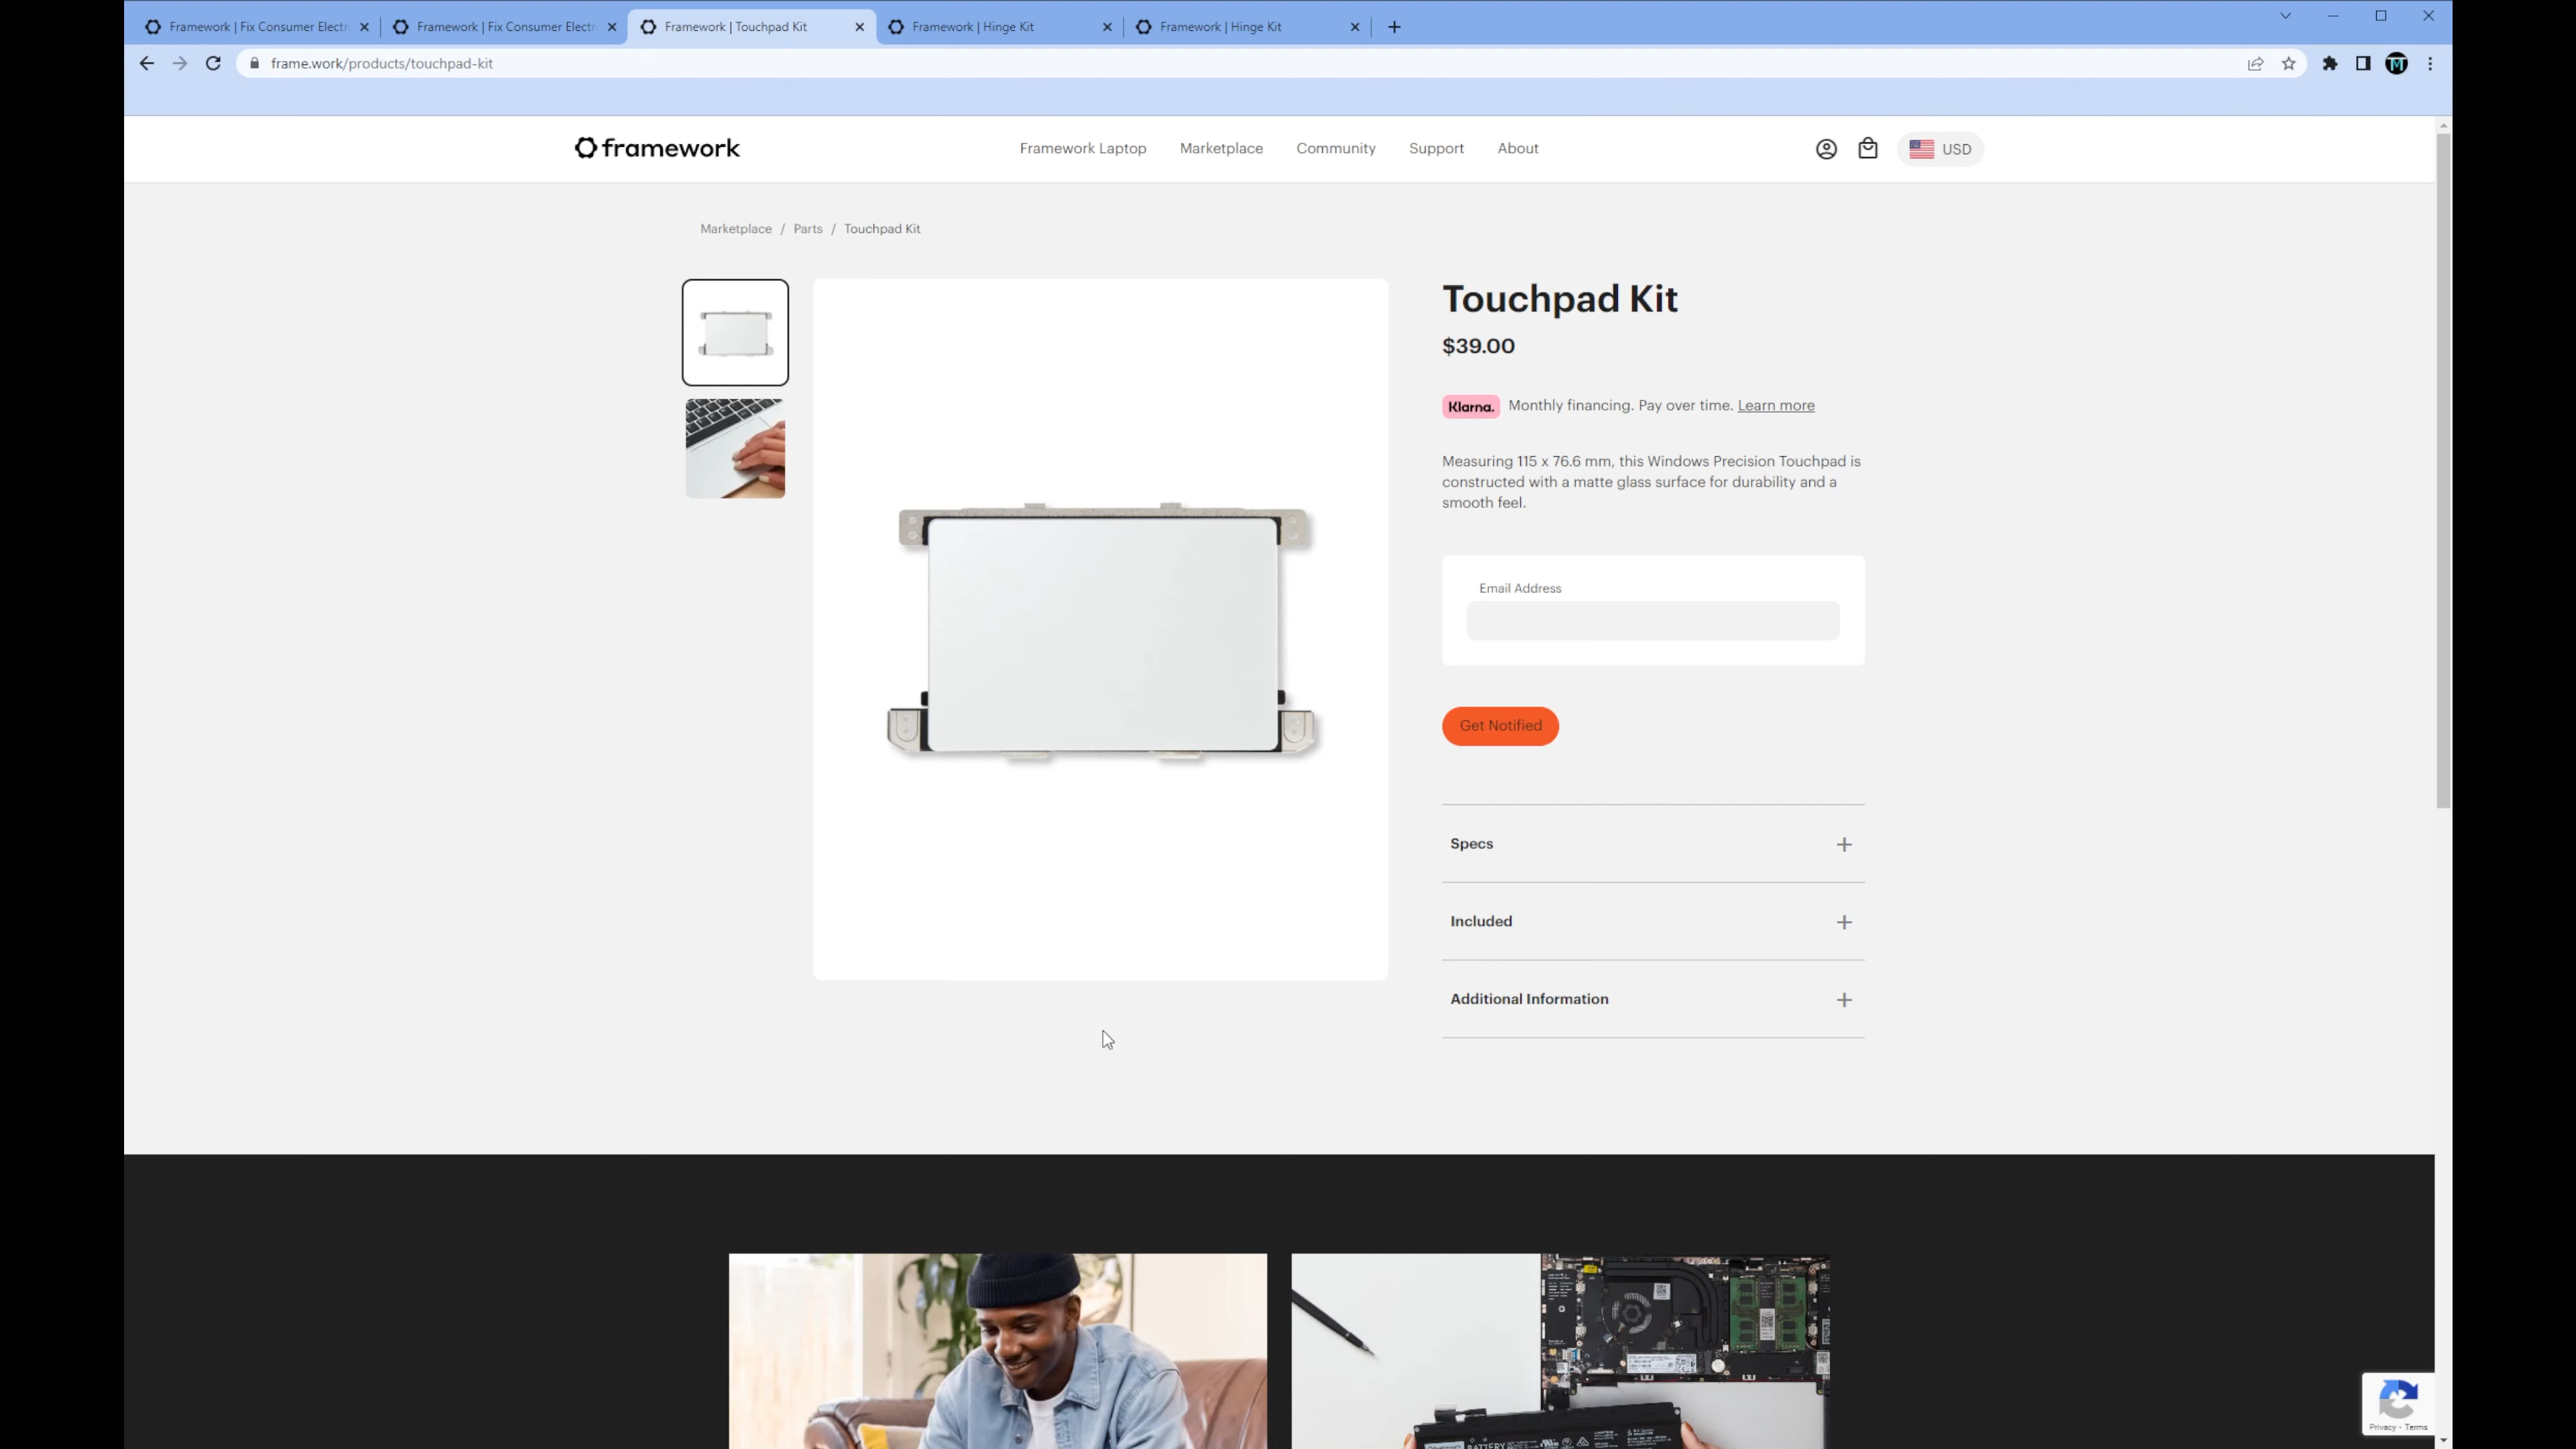 Framework | Fix Consumer Electr
Framework | Fix Consumer Electr
Framework | Touchpad Kit
Framework | Hinge Kit
Framework | Hinge Kit
frame.work/products/touchpad-kit
framework
Framework Laptop
Marketplace
Community
Support
About
USD
Marketplace / Parts / Touchpad Kit
Touchpad Kit
$39.00
Klarna. Monthly financing. Pay over time. Learn more
Measuring 115 x 76.6 mm, this Windows Precision Touchpad is
constructed with a matte glass surface for durability and a
smooth feel.
Email Address
Get Notified
Specs
Included
Additional Information
BATTERY
Privacy - Terms